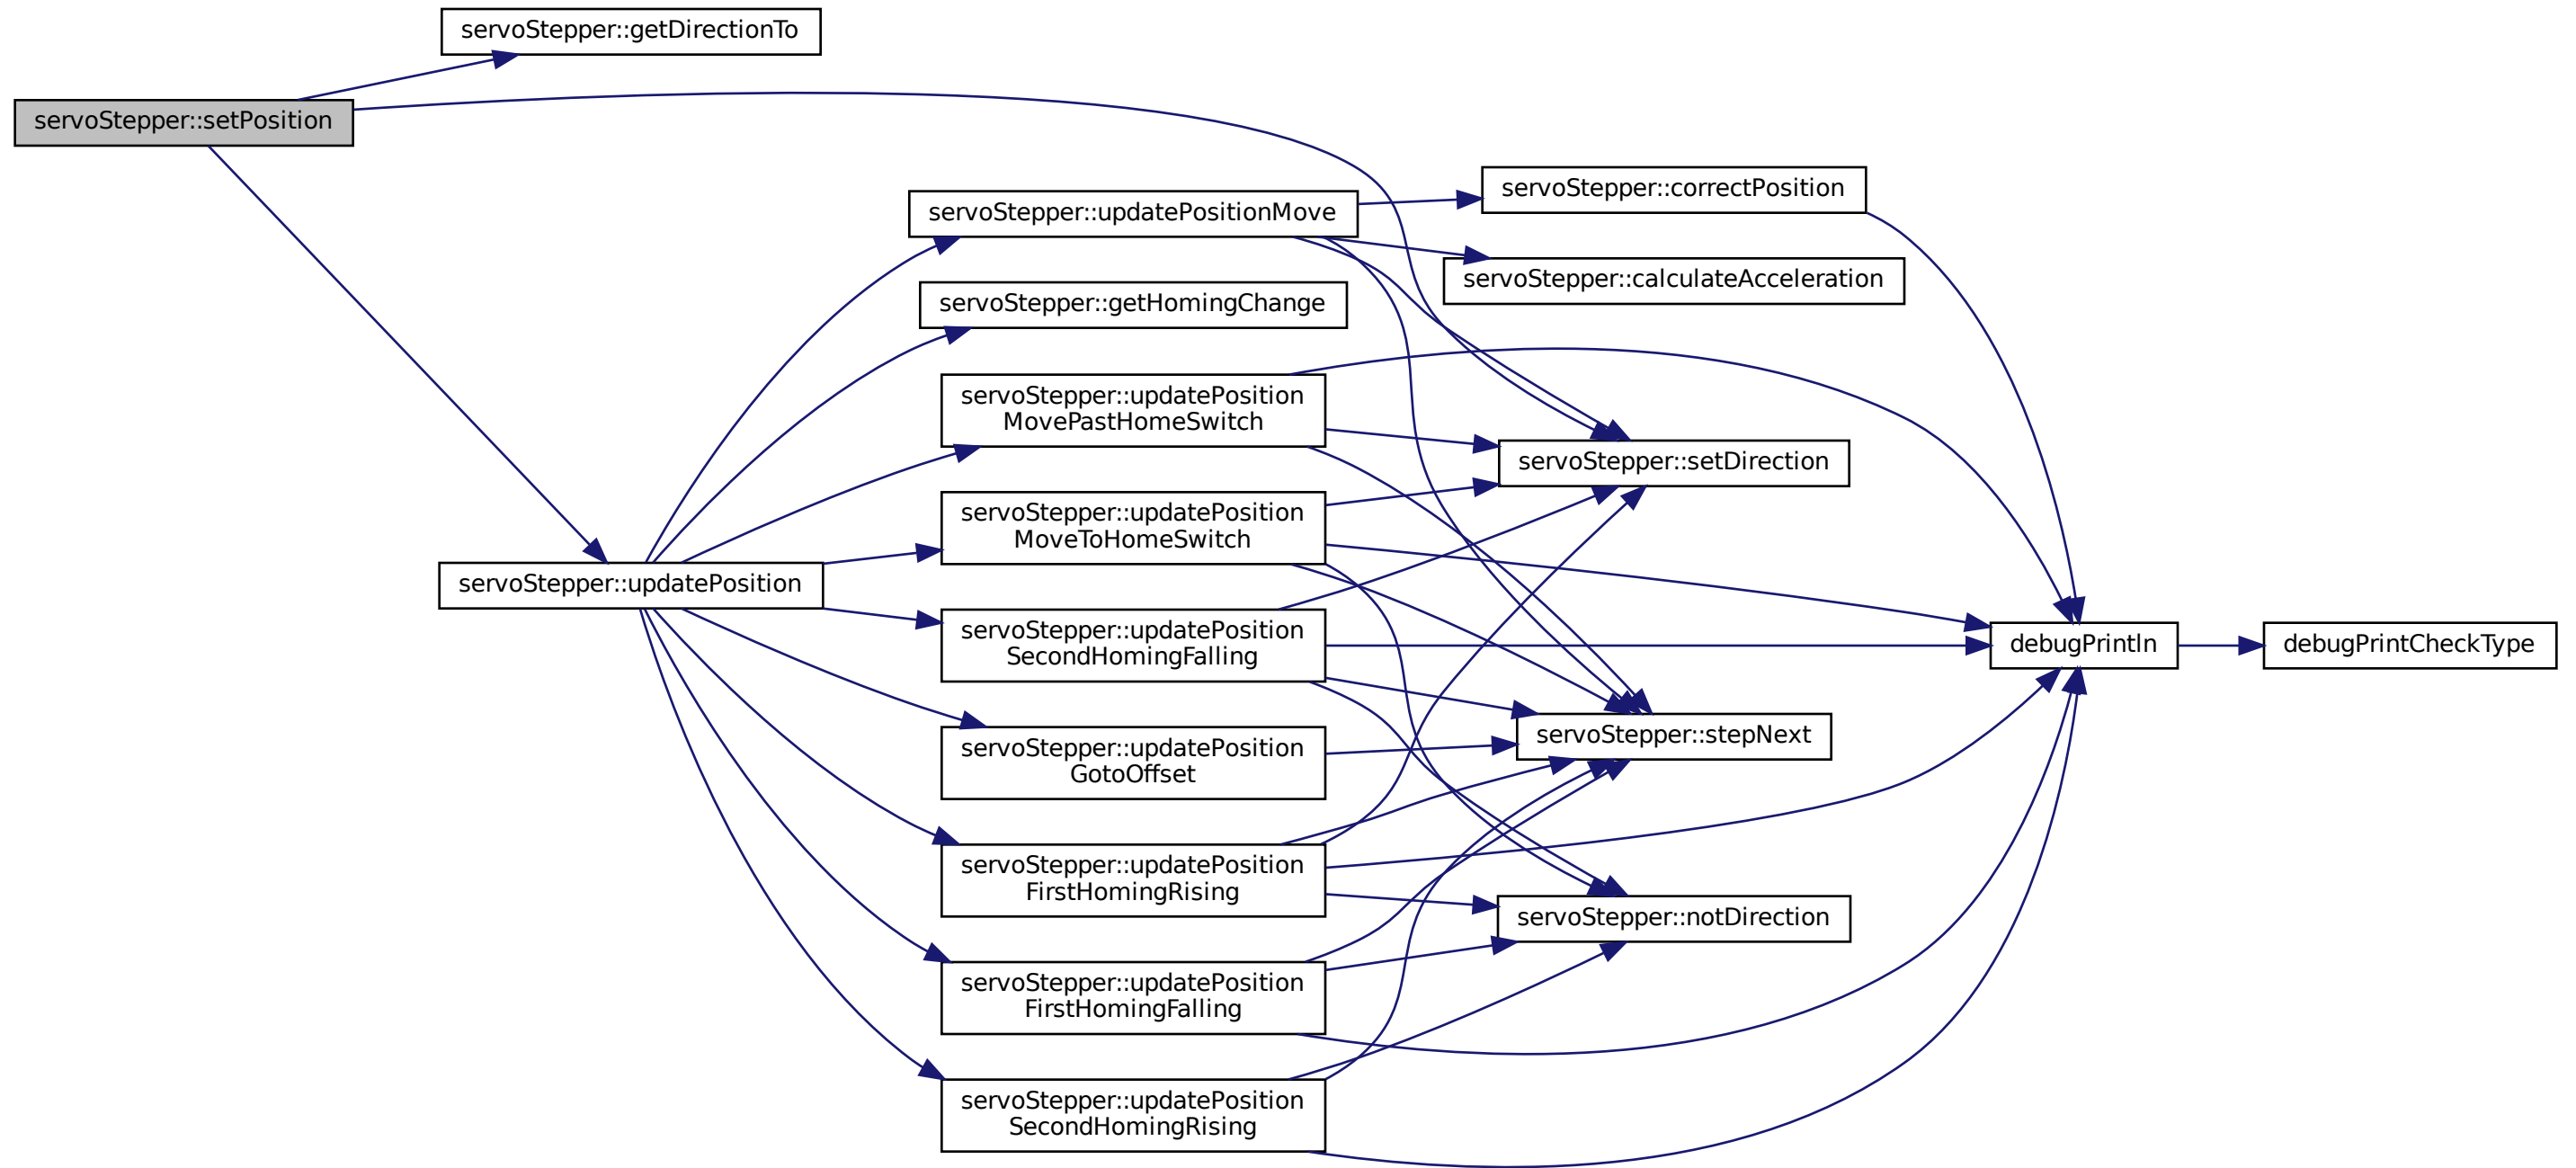 servoStepper::getDirectionTo
servoStepper::setPosition
servoStepper::correctPosition
servoStepper::updatePositionMove
servoStepper::calculateAcceleration
servoStepper::getHomingChange
servoStepper::updatePosition
MovePastHomeSwitch
servoStepper::setDirection
servoStepper::updatePosition
MoveToHomeSwitch
servoStepper::updatePosition
servoStepper::updatePosition
SecondHomingFalling
debugPrintln
debugPrintCheckType
servoStepper::stepNext
servoStepper::updatePosition
GotoOffset
servoStepper::updatePosition
FirstHomingRising
servoStepper::notDirection
servoStepper::updatePosition
FirstHomingFalling
servoStepper::updatePosition
SecondHomingRising